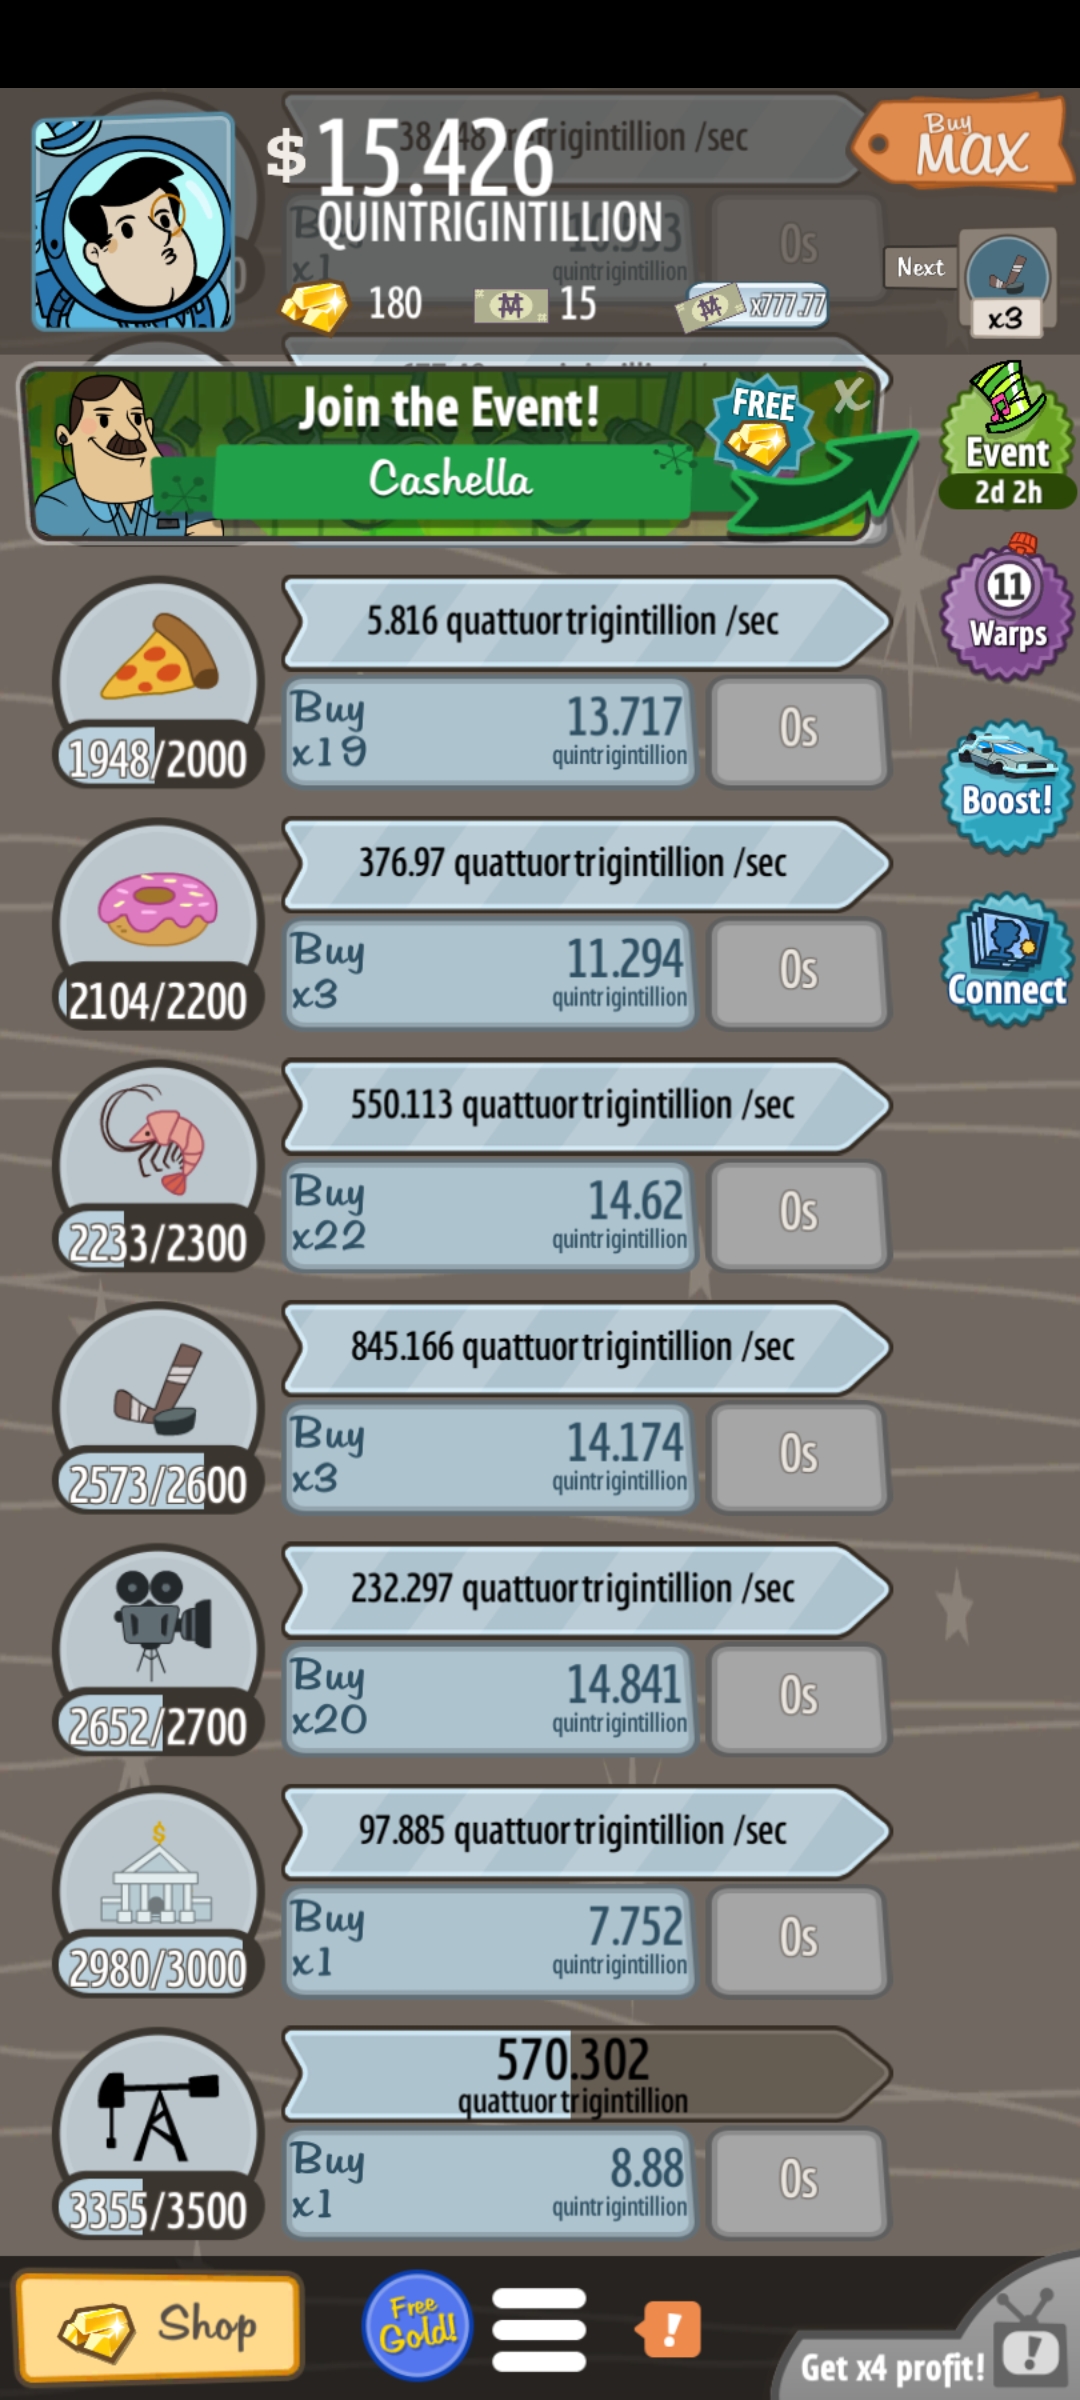 $ 15.426
QUINTRIGINTILLION
Buy
MAX
Buy
x1
quintrigintillion
0s
180
15
x777.77
Next
x3
Join the Event!
Cashella
FREE
X
Event
2d 2h
11
Warps
Boost!
Connect
5.816 quattuortrigintillion /sec
1948/2000
Buy
x19
13.717
quintrigintillion
0s
376.97 quattuortrigintillion /sec
2104/2200
Buy
x3
11.294
quintrigintillion
0s
550.113 quattuortrigintillion /sec
2233/2300
Buy
x22
14.62
quintrigintillion
0s
845.166 quattuortrigintillion /sec
2573/2600
Buy
x3
14.174
quintrigintillion
0s
232.297 quattuortrigintillion /sec
2652/2700
Buy
x20
14.841
quintrigintillion
0s
97.885 quattuortrigintillion /sec
2980/3000
$
Buy
x1
7.752
quintrigintillion
0s
570.302
quattuortrigintillion
3355/3500
Buy
x1
8.88
quintrigintillion
0s
Shop
Free
Gold!
!
Get x4 profit!
!